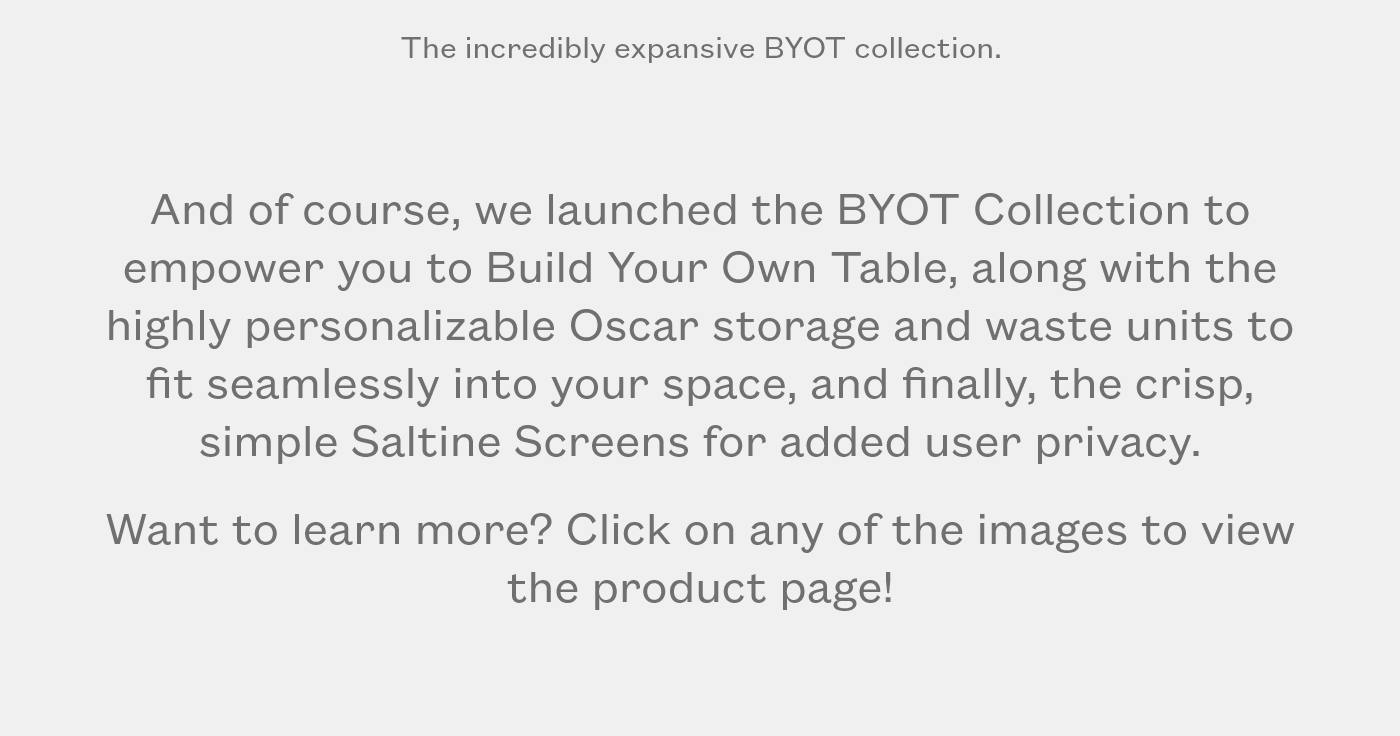 The incredibly expansive BYOT collection.
And of course, we launched the BYOT Collection to
empower you to Build Your Own Table, along with the
highly personalizable Oscar storage and waste units to
fit seamlessly into your space, and finally, the crisp,
simple Saltine Screens for added user privacy.
Want to learn more? Click on any of the images to view
the product page!